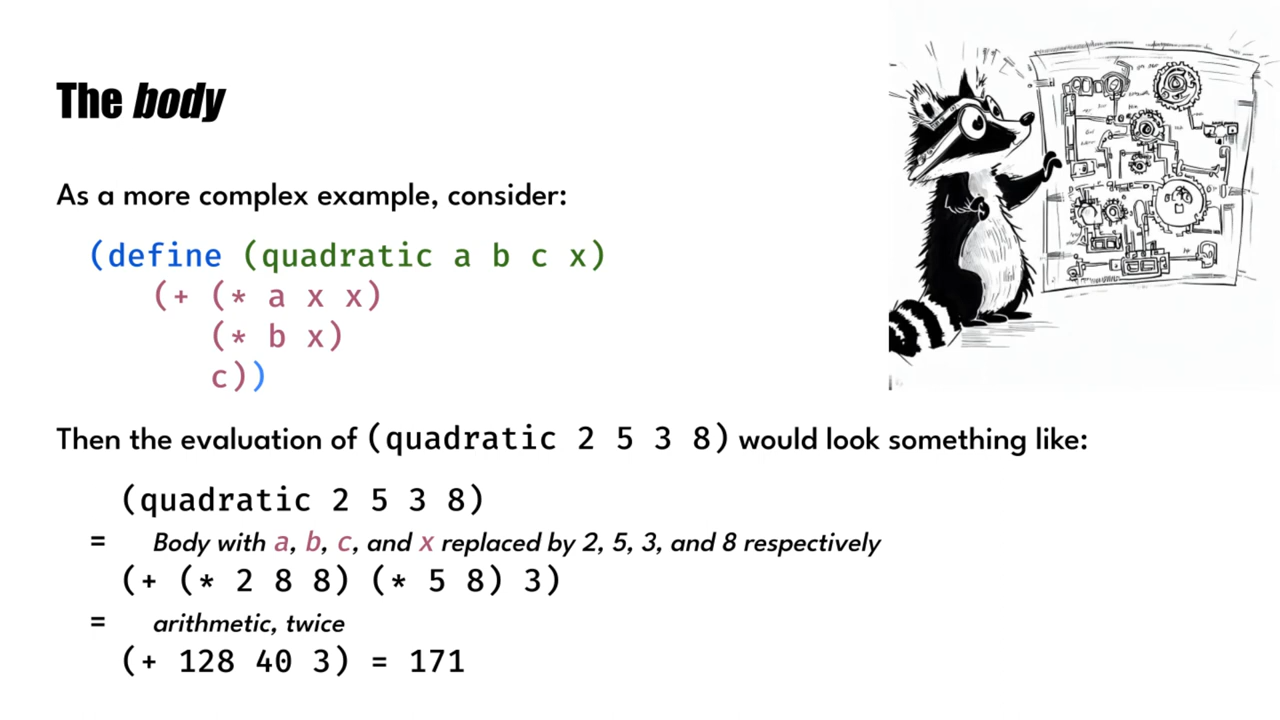 The body
As a more complex example, consider:
(define (quadratic a b c x)
(+ (* a x x)
(* b x)
c))
Then the evaluation of (quadratic 2 5 3 8) would look something like:
(quadratic 2 5 3 8)
= Body with a, b, c, and x replaced by 2, 5, 3, and 8 respectively
(+ (* 2 8 8) (* 5 8) 3)
= arithmetic, twice
(+ 128 40 3) = 171